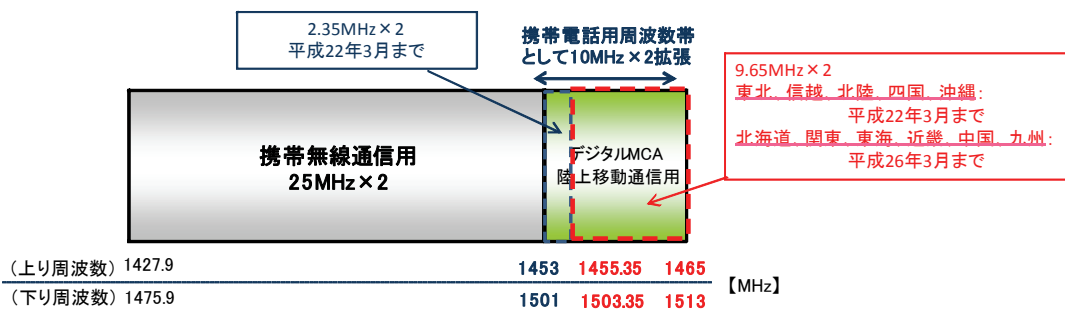 2.35MHz×2
平成22年3月まで
携帯電話用周波数帯
として10MHz×2拡張
9.65MHz×2
東北、信越、北陸、四国、沖縄:
平成22年3月まで
北海道、関東、東海、近畿、中国、九州:
平成26年3月まで
携帯無線通信用
25MHz×2
デジタルMCA
陸上移動通信用
(上り周波数) 1427.9 1453 1455.35 1465
【MHz】
(下り周波数) 1475.9 1501 1503.35 1513